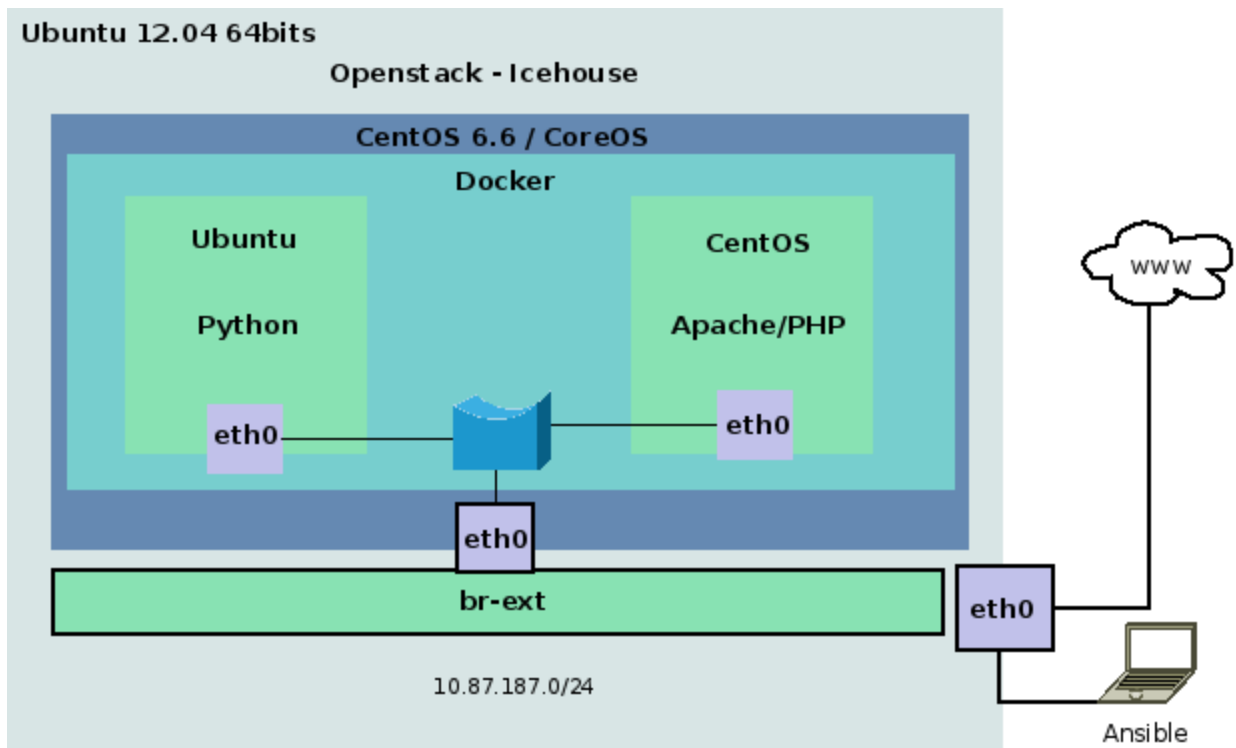 Ubuntu 12.04 64bits
Openstack - Icehouse
CentOS 6.6 / CoreOS
Docker
Ubuntu
CentOS
Python
Apache/PHP
eth0
eth0
eth0
br-ext
eth0
www
10.87.187.0/24
Ansible